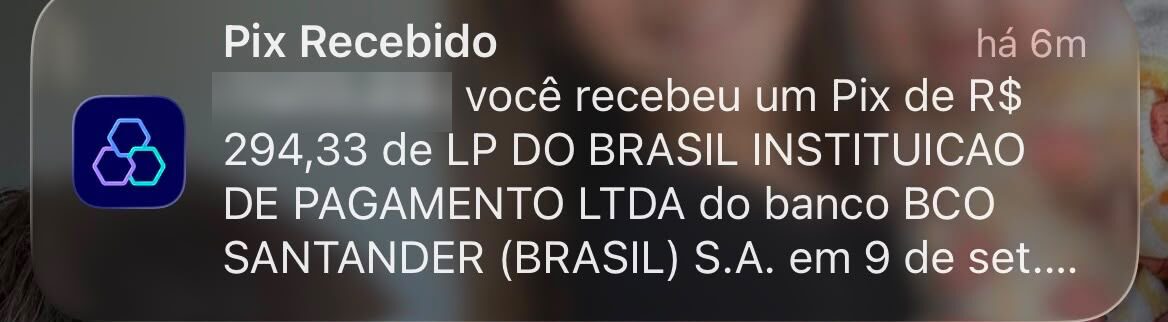 Pix Recebido
há 6m
você recebeu um Pix de R$
294,33 de LP DO BRASIL INSTITUICAO
DE PAGAMENTO LTDA do banco BCO
SANTANDER (BRASIL) S.A. em 9 de set....